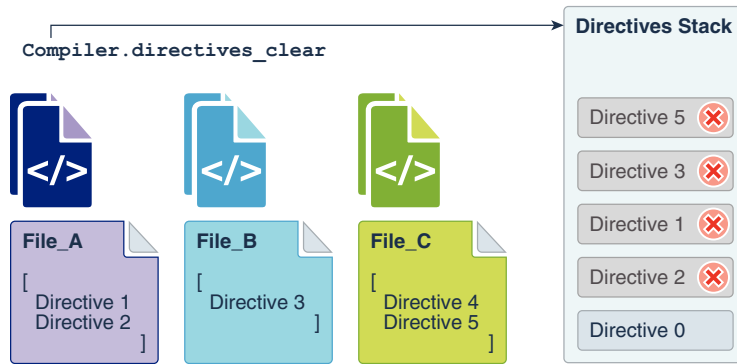 Compiler.directives_clear
Directives Stack
</>
</>
</>
File_A
[
Directive 1
Directive 2
]
File_B
[
Directive 3
]
File_C
[
Directive 4
Directive 5
]
Directive 5
Directive 3
Directive 1
Directive 2
Directive 0